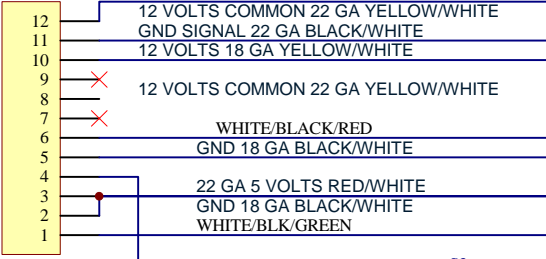 12 VOLTS COMMON 22 GA YELLOW/WHITE
12
GND SIGNAL 22 GA BLACK/WHITE
11
12 VOLTS 18 GA YELLOW/WHITE
10
9
12 VOLTS COMMON 22 GA YELLOW/WHITE
8
7
WHITE/BLACK/RED
6
GND 18 GA BLACK/WHITE
5
4
22 GA 5 VOLTS RED/WHITE
3
GND 18 GA BLACK/WHITE
2
WHITE/BLK/GREEN
1